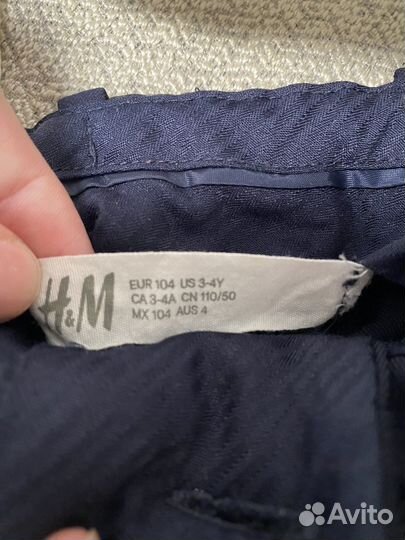 H&M
EUR 104 US 3-4Y
CA 3-4A CN 110/50
MX 104 AUS 4
Avito